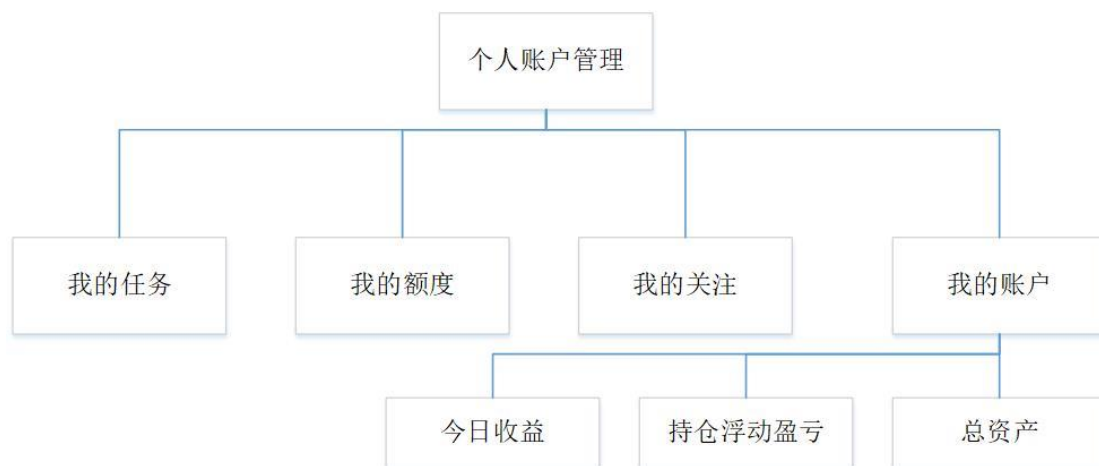 个人账户管理
我的任务
我的额度
我的关注
我的账户
今日收益
持仓浮动盈亏
总资产